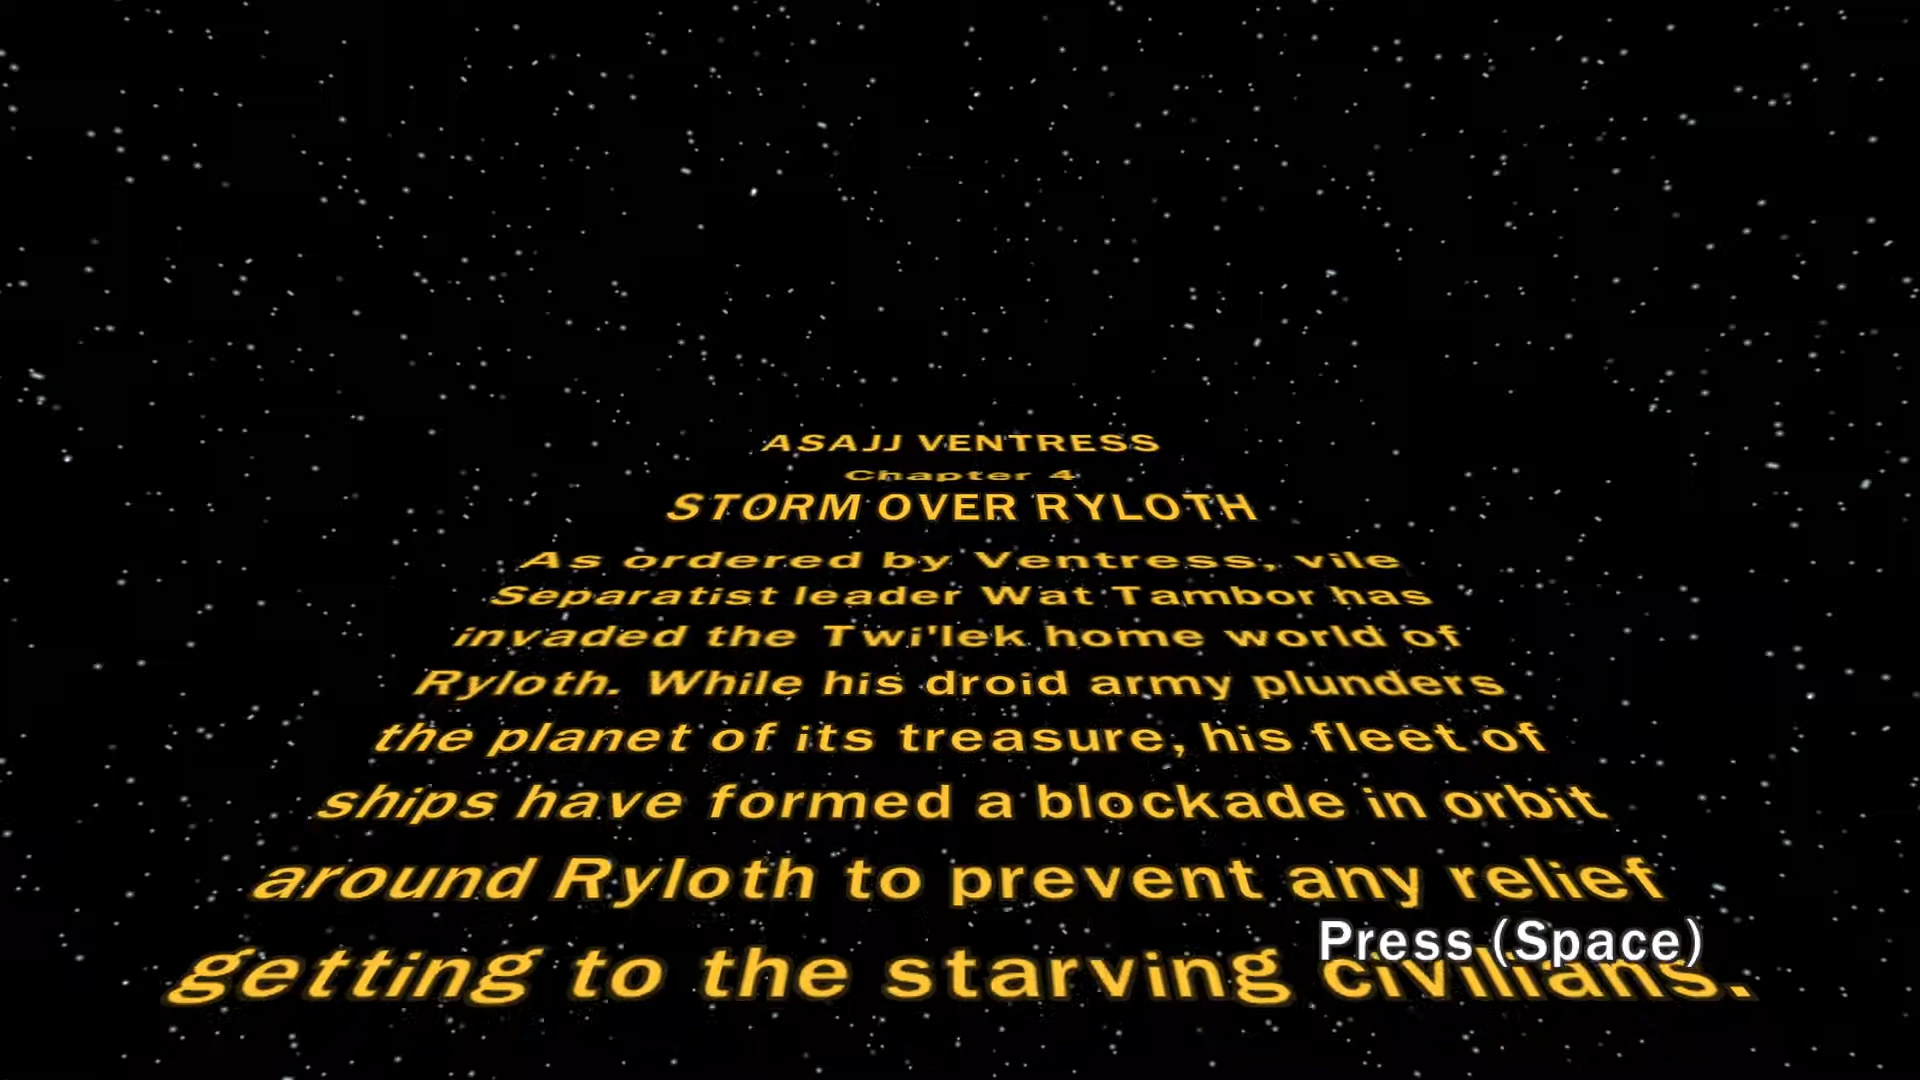 ASAJJ VENTRESS
Chapter 4
STORM OVER RYLOTH
As ordered by Ventress, vile
Separatist leader Wat Tambor has
invaded the Twi'lek home world of
Ryloth. While his droid army plunders
the planet of its treasure, his fleet of
ships have formed a blockade in orbit
around Ryloth to prevent any relief
getting to the starving civilians.
Press (Space)